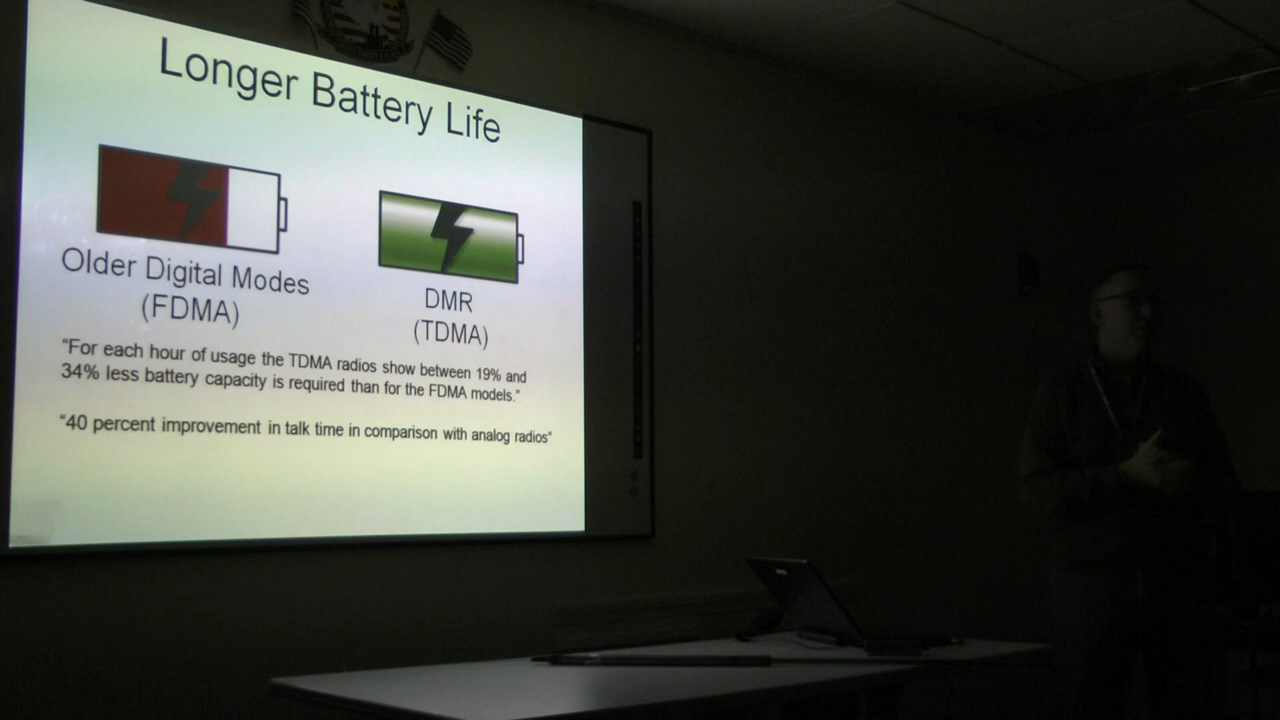 Longer Battery Life
Older Digital Modes
(FDMA)
DMR
(TDMA)
“For each hour of usage the TDMA radios show between 19% and
34% less battery capacity is required than for the FDMA models.”
“40 percent improvement in talk time in comparison with analog radios“